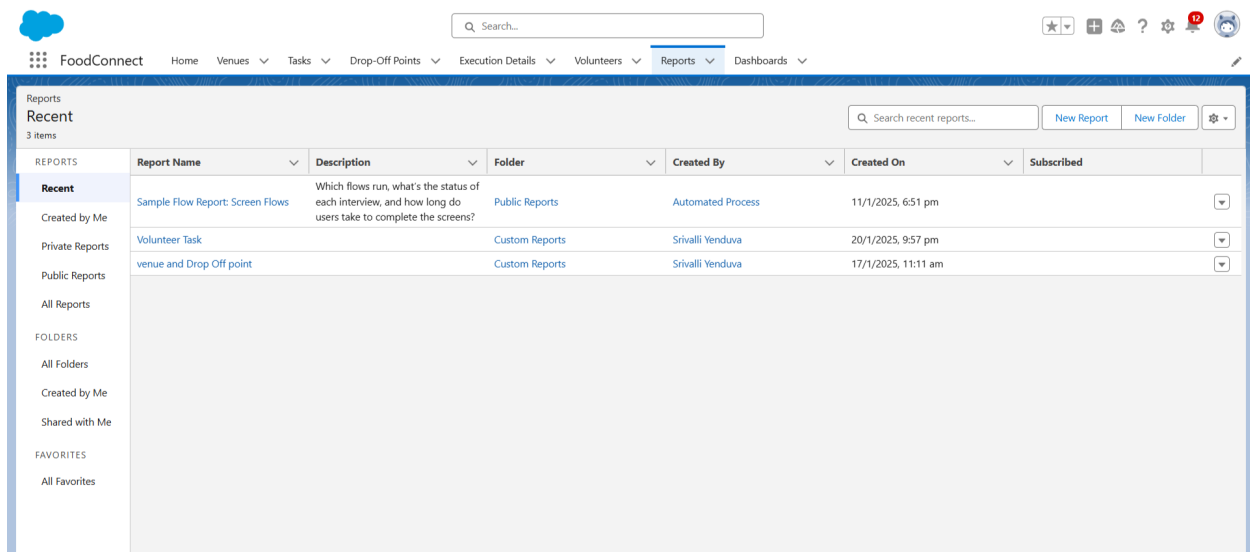 Search...
12
FoodConnect Home Venues Tasks Drop-Off Points Execution Details Volunteers Reports Dashboards
Reports
Recent
3 items
Search recent reports...
New Report
New Folder
REPORTS
Recent
Created by Me
Private Reports
Public Reports
All Reports
FOLDERS
All Folders
Created by Me
Shared with Me
FAVORITES
All Favorites
Report Name Description Folder Created By Created On Subscribed
Sample Flow Report: Screen Flows
Which flows run, what's the status of
each interview, and how long do
users take to complete the screens?
Public Reports Automated Process 11/1/2025, 6:51 pm
Volunteer Task Custom Reports Srivalli Yenduva 20/1/2025, 9:57 pm
venue and Drop Off point Custom Reports Srivalli Yenduva 17/1/2025, 11:11 am